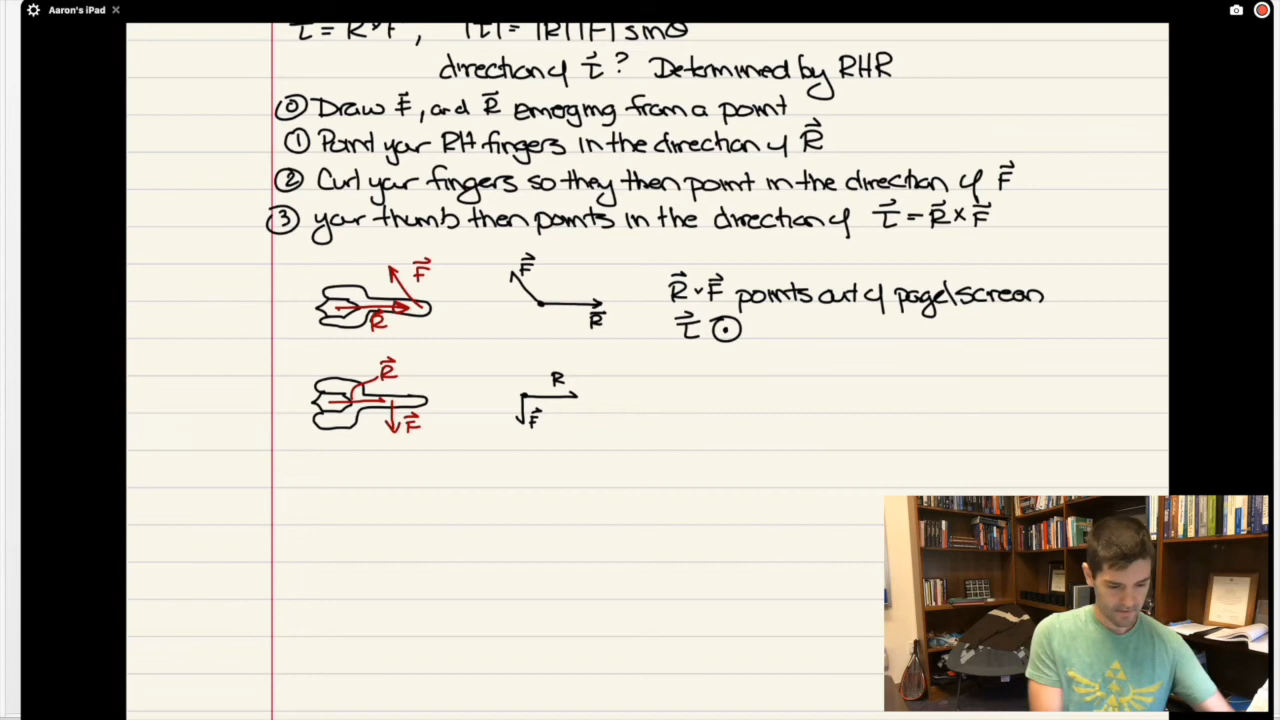 Aaron's iPad
τ⃗ = R⃗ × F⃗ , |τ⃗| = |R⃗||F⃗| sinθ
direction of τ⃗ ? Determined by RHR
⓪ Draw F⃗, and R⃗ emerging from a point
① Point your RH fingers in the direction of R⃗
② Curl your fingers so they then point in the direction of F⃗
③ your thumb then points in the direction of τ⃗ = R⃗ × F⃗
F⃗ F⃗
R⃗ × F⃗ points out of page/screen
R⃗ R⃗ τ⃗ ⊙
R⃗ R
F⃗ F⃗